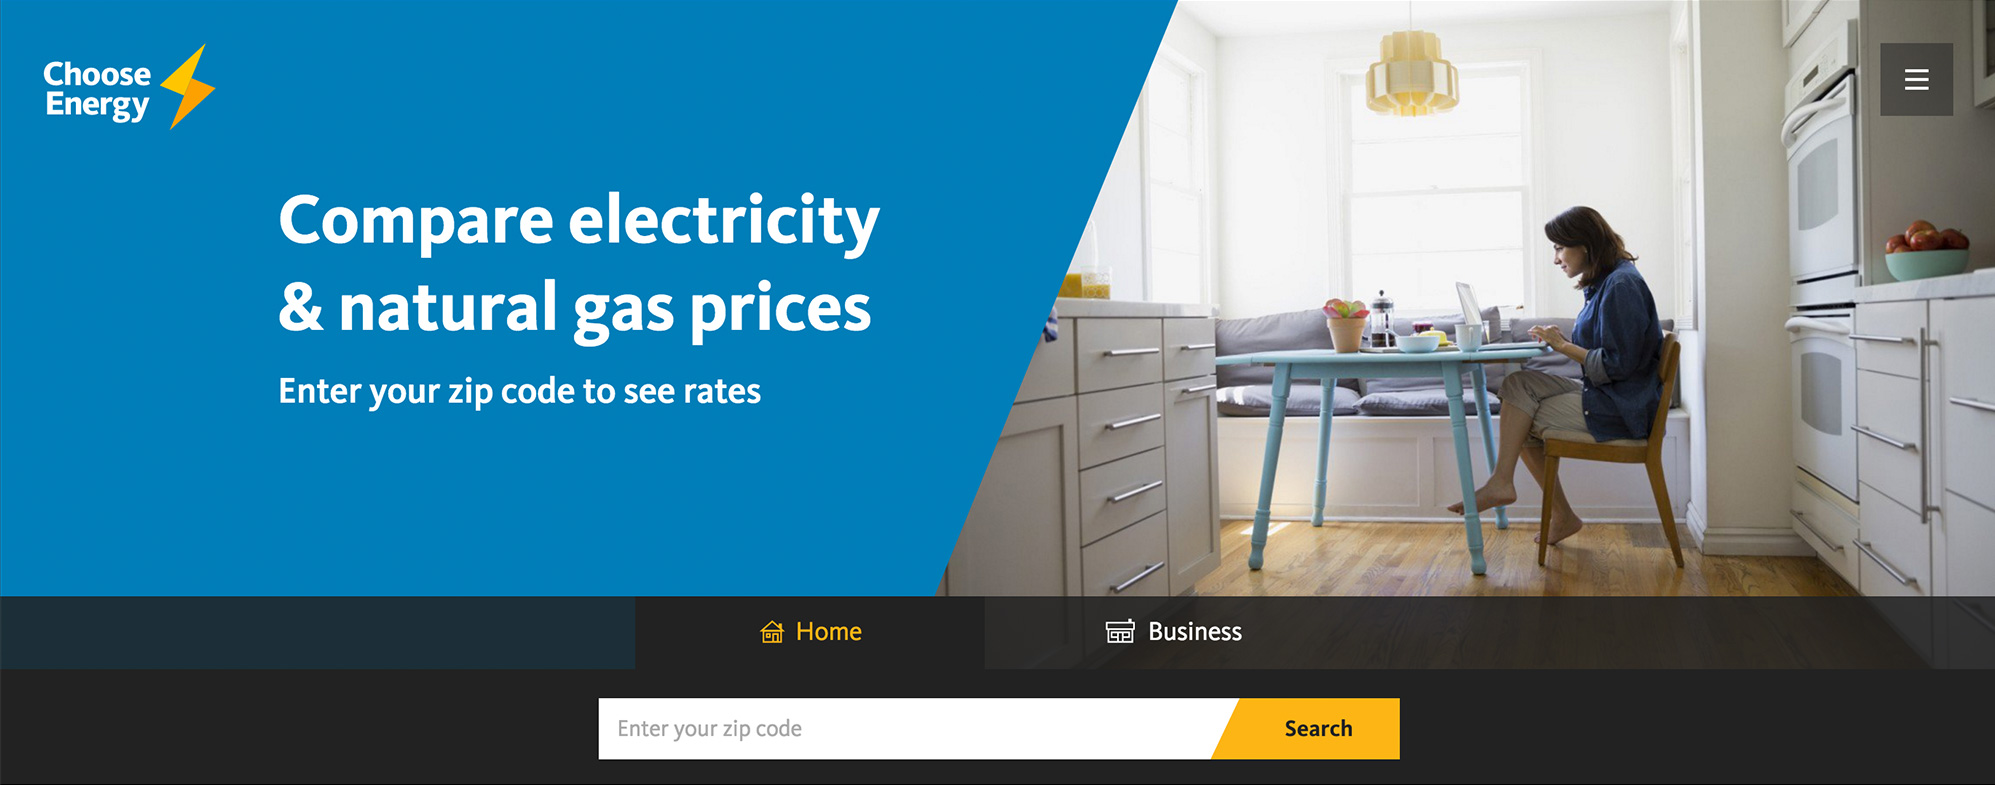 Choose
Energy
Compare electricity
& natural gas prices
Enter your zip code to see rates
Home
Business
Enter your zip code
Search